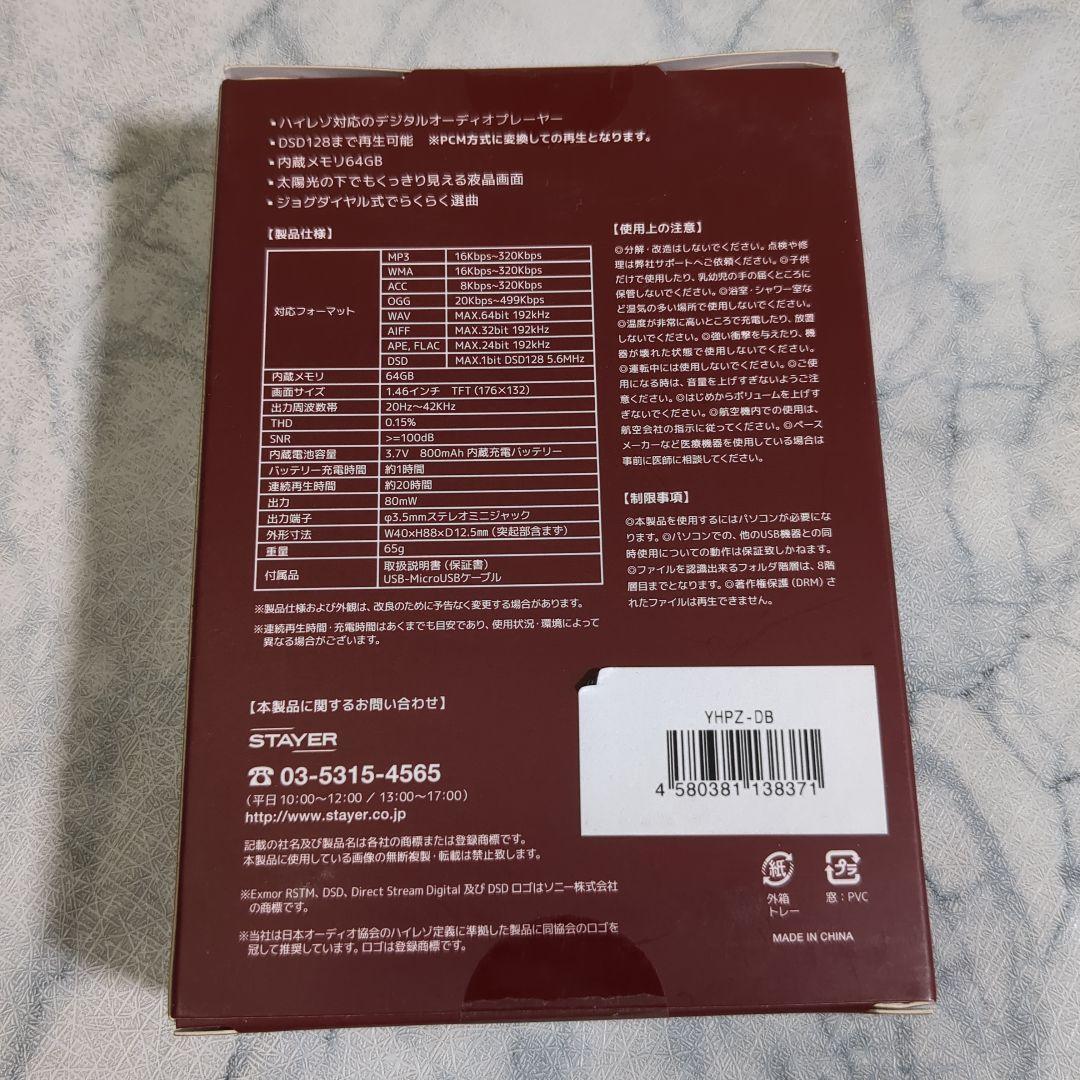 ハイレゾ対応のデジタルオーディオプレーヤー
DSD128まで再生可能 ※PCM方式に変換しての再生となります。
内蔵メモリ64GB
太陽光の下でもくっきり見える液晶画面
ジョグダイヤル式でらくらく選曲
【製品仕様】
対応フォーマット
MP3 16Kbps~320Kbps
WMA 16Kbps~320Kbps
ACC 8Kbps~320Kbps
OGG 20Kbps~499Kbps
WAV MAX.64bit 192kHz
AIFF MAX.32bit 192kHz
APE, FLAC MAX.24bit 192kHz
DSD MAX.1bit DSD128 5.6MHz
内蔵メモリ 64GB
画面サイズ 1.46インチ TFT (176×132)
出力周波数帯 20Hz～42KHz
THD 0.15%
SNR >=100dB
内蔵電池容量 3.7V 800mAh 内蔵充電バッテリー
バッテリー充電時間 約1時間
連続再生時間 約20時間
出力 80mW
出力端子 φ3.5mmステレオミニジャック
外形寸法 W40×H88×D12.5㎜ (突起部含まず)
重量 65g
付属品 取扱説明書 (保証書)
USB-MicroUSBケーブル
※製品仕様および外観は、改良のために予告なく変更する場合があります。
※連続再生時間・充電時間はあくまでも目安であり、使用状況・環境によって
異なる場合がございます。
【使用上の注意】
◎分解・改造はしないでください。点検や修
理は弊社サポートへご依頼ください。◎子供
だけで使用したり、乳幼児の手の届くところに
保管しないでください。◎浴室・シャワー室な
ど湿気の多い場所で使用しないでください。
◎温度が非常に高いところで充電したり、放置
しないでください。◎強い衝撃を与えたり、機
器が壊れた状態で使用しないでください。
◎運転中には使用しないでください。◎ご使
用になる時は、音量を上げすぎないようご注
意ください。◎はじめからボリュームを上げす
ぎないでください。◎航空機内での使用は、
航空会社の指示に従ってください。◎ペース
メーカーなど医療機器を使用している場合は
事前に医師に相談してください。
【制限事項】
◎本製品を使用するにはパソコンが必要にな
ります。◎パソコンでの、他のUSB機器との同
時使用についての動作は保証致しかねます。
◎ファイルを認識出来るフォルダ階層は、8階
層目までとなります。◎著作権保護 (DRM) さ
れたファイルは再生できません。
【本製品に関するお問い合わせ】
STAYER
☎ 03-5315-4565
(平日 10:00～12:00 / 13:00～17:00)
http://www.stayer.co.jp
記載の社名及び製品名は各社の商標または登録商標です。
本製品に使用している画像の無断複製・転載は禁止致します。
※Exmor RSTM, DSD, Direct Stream Digital 及び DSD ロゴはソニー株式会社
の商標です。
※当社は日本オーディオ協会のハイレゾ定義に準拠した製品に同協会のロゴを
冠して推奨しています。ロゴは登録商標です。
YHPZ-DB
4 580381 138371
紙
外箱
トレー
プラ
窓：PVC
MADE IN CHINA